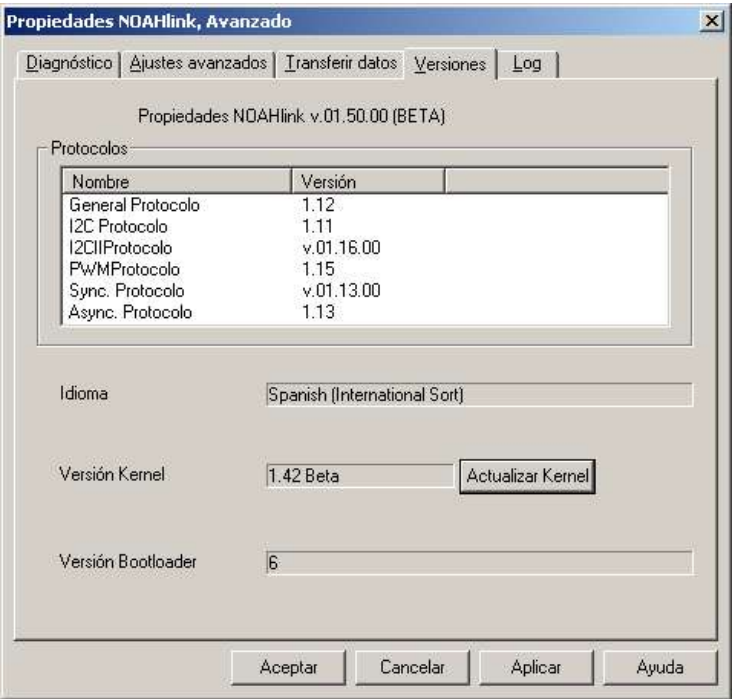 Propiedades NOAHlink, Avanzado
Diagnóstico Ajustes avanzados Transferir datos Versiones Log
Propiedades NOAHlink v.01.50.00 (BETA)
Protocolos
Nombre Versión
General Protocolo 1.12
I2C Protocolo 1.11
I2CIIProtocolo v.01.16.00
PWMProtocolo 1.15
Sync. Protocolo v.01.13.00
Async. Protocolo 1.13
Idioma Spanish (International Sort)
Versión Kernel 1.42 Beta Actualizar Kernel
Versión Bootloader 6
Aceptar Cancelar Aplicar Ayuda